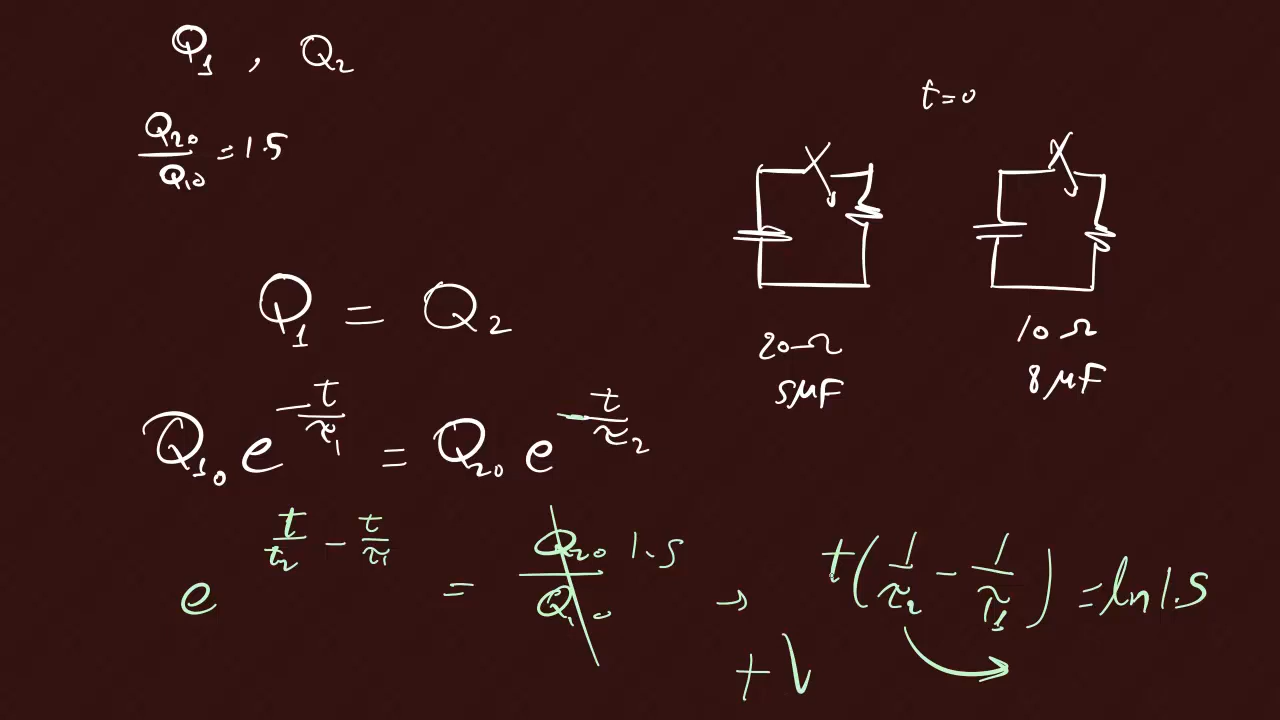 Q₁ , Q₂
Q₂₀/Q₁₀ = 1.5
t=0
Q₁ = Q₂
20Ω
5μF
10Ω
8μF
Q₁₀ e^(-t/τ₁) = Q₂₀ e^(-t/τ₂)
e^(t/τ₂ - t/τ₁) = Q₂₀/Q₁₀ 1.5 → t(1/τ₂ - 1/τ₁) = ln1.5
+